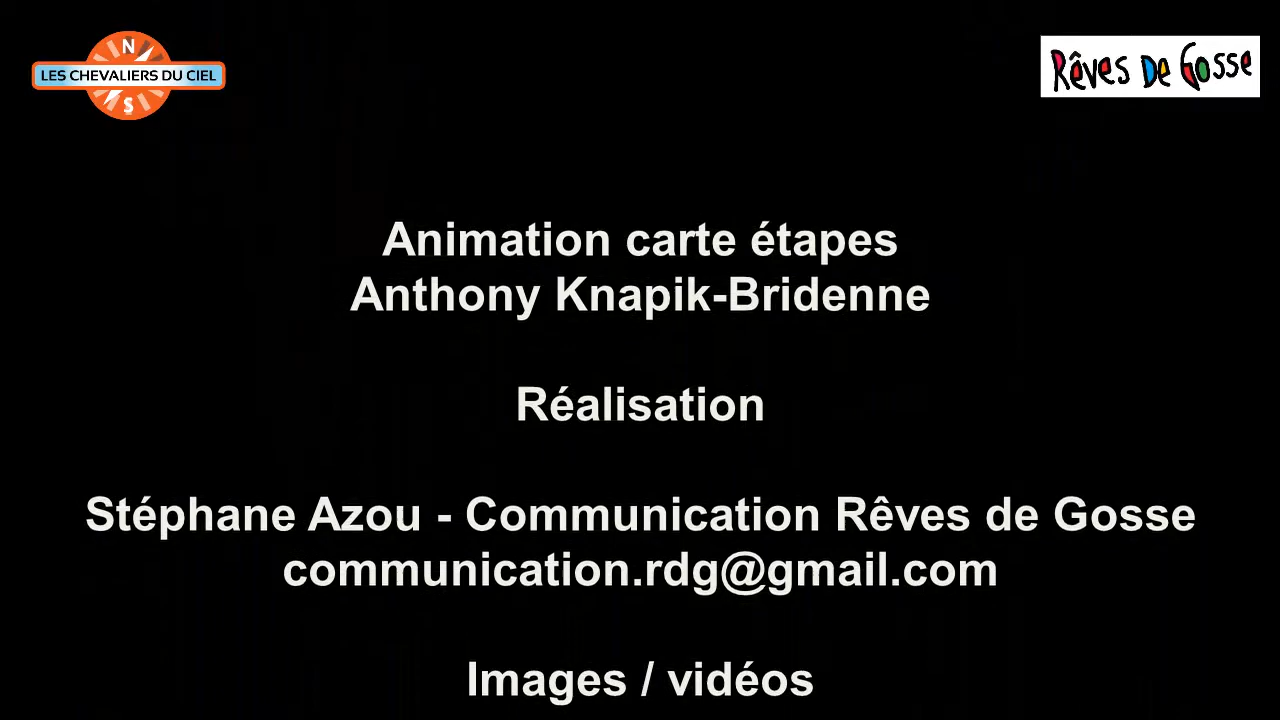 N
LES CHEVALIERS DU CIEL
S
Rêves De Gosse
Animation carte étapes
Anthony Knapik-Bridenne
Réalisation
Stéphane Azou - Communication Rêves de Gosse
communication.rdg@gmail.com
Images / vidéos